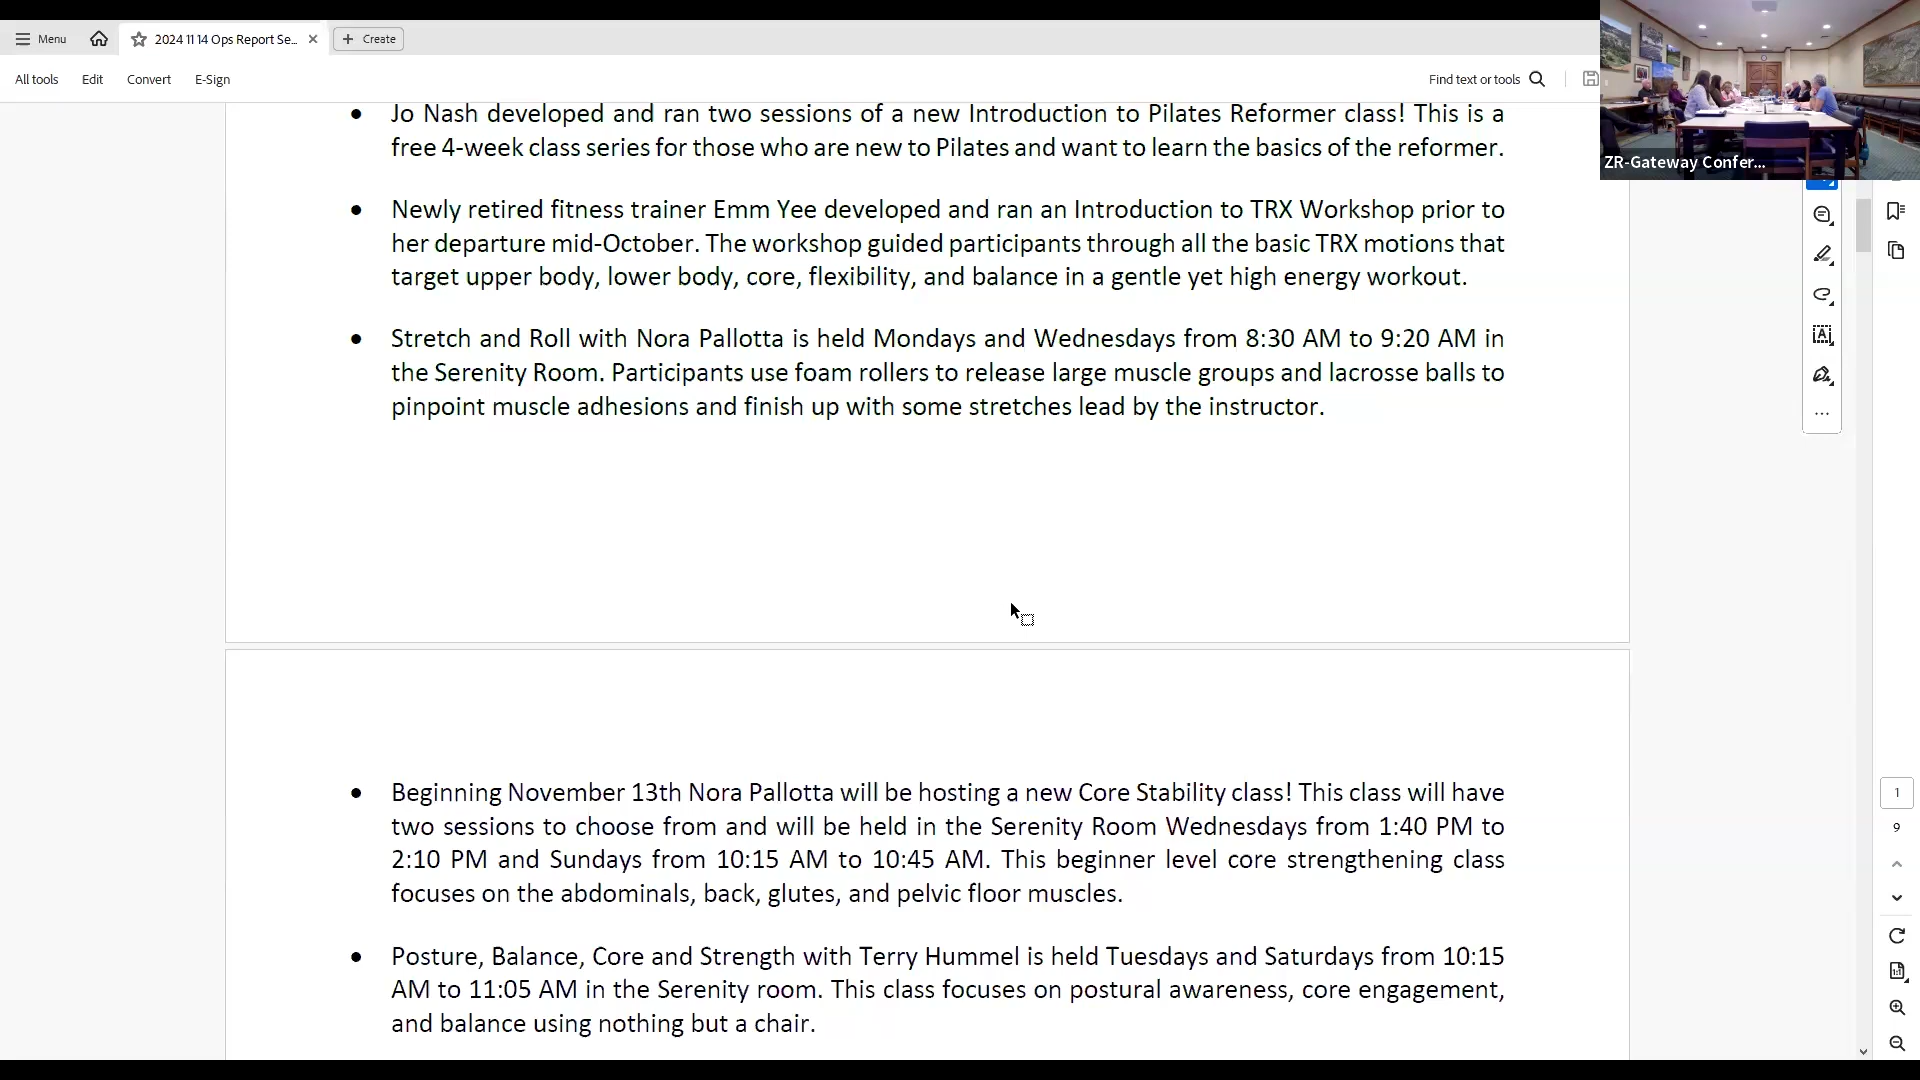 Menu
2024 11 14 Ops Report Se...
Create
All tools
Edit
Convert
E-Sign
Find text or tools
ZR-Gateway Confer...
Jo Nash developed and ran two sessions of a new Introduction to Pilates Reformer class! This is a
free 4-week class series for those who are new to Pilates and want to learn the basics of the reformer.
Newly retired fitness trainer Emm Yee developed and ran an Introduction to TRX Workshop prior to
her departure mid-October. The workshop guided participants through all the basic TRX motions that
target upper body, lower body, core, flexibility, and balance in a gentle yet high energy workout.
Stretch and Roll with Nora Pallotta is held Mondays and Wednesdays from 8:30 AM to 9:20 AM in
the Serenity Room. Participants use foam rollers to release large muscle groups and lacrosse balls to
pinpoint muscle adhesions and finish up with some stretches lead by the instructor.
Beginning November 13th Nora Pallotta will be hosting a new Core Stability class! This class will have
two sessions to choose from and will be held in the Serenity Room Wednesdays from 1:40 PM to
2:10 PM and Sundays from 10:15 AM to 10:45 AM. This beginner level core strengthening class
focuses on the abdominals, back, glutes, and pelvic floor muscles.
Posture, Balance, Core and Strength with Terry Hummel is held Tuesdays and Saturdays from 10:15
AM to 11:05 AM in the Serenity room. This class focuses on postural awareness, core engagement,
and balance using nothing but a chair.
1
9